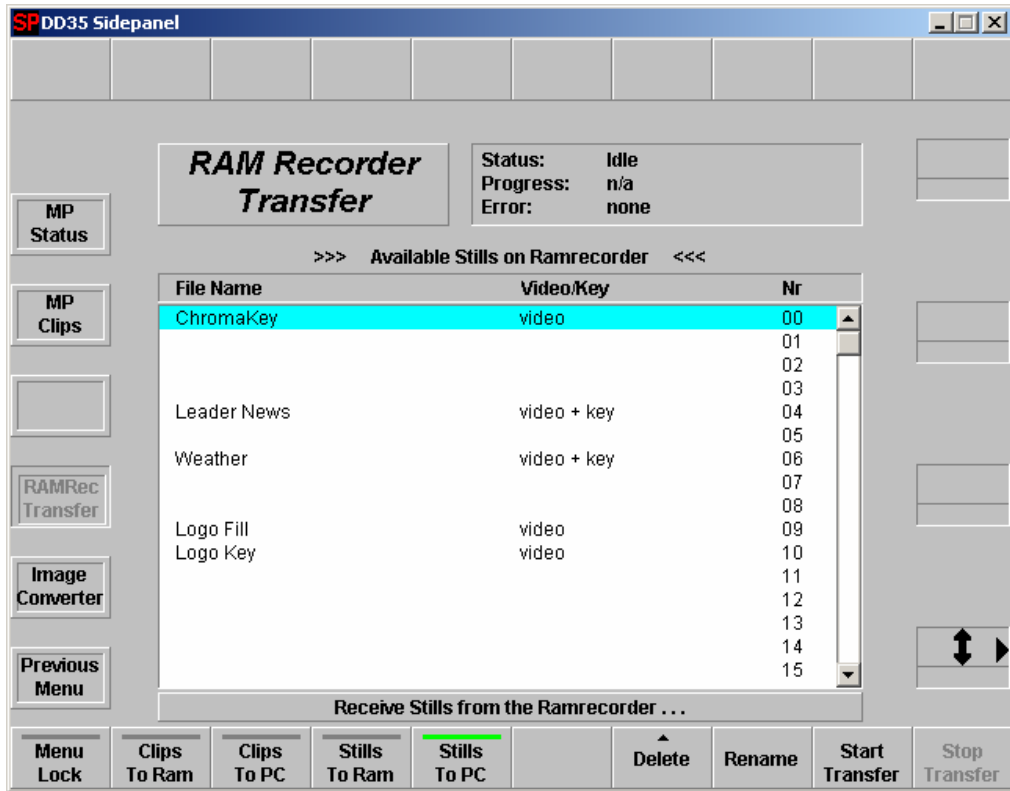 SP DD35 Sidepanel
RAM Recorder
Transfer
Status: Idle
Progress: n/a
Error: none
MP
Status
>>> Available Stills on Ramrecorder <<<
File Name Video/Key Nr
MP
Clips
ChromaKey video 00
01
02
03
Leader News video + key 04
05
Weather video + key 06
07
RAMRec
Transfer
08
Logo Fill video 09
Logo Key video 10
11
Image
Converter
12
13
14
15
Previous
Menu
Receive Stills from the Ramrecorder . . .
Menu
Lock
Clips
To Ram
Clips
To PC
Stills
To Ram
Stills
To PC
Delete
Rename
Start
Transfer
Stop
Transfer